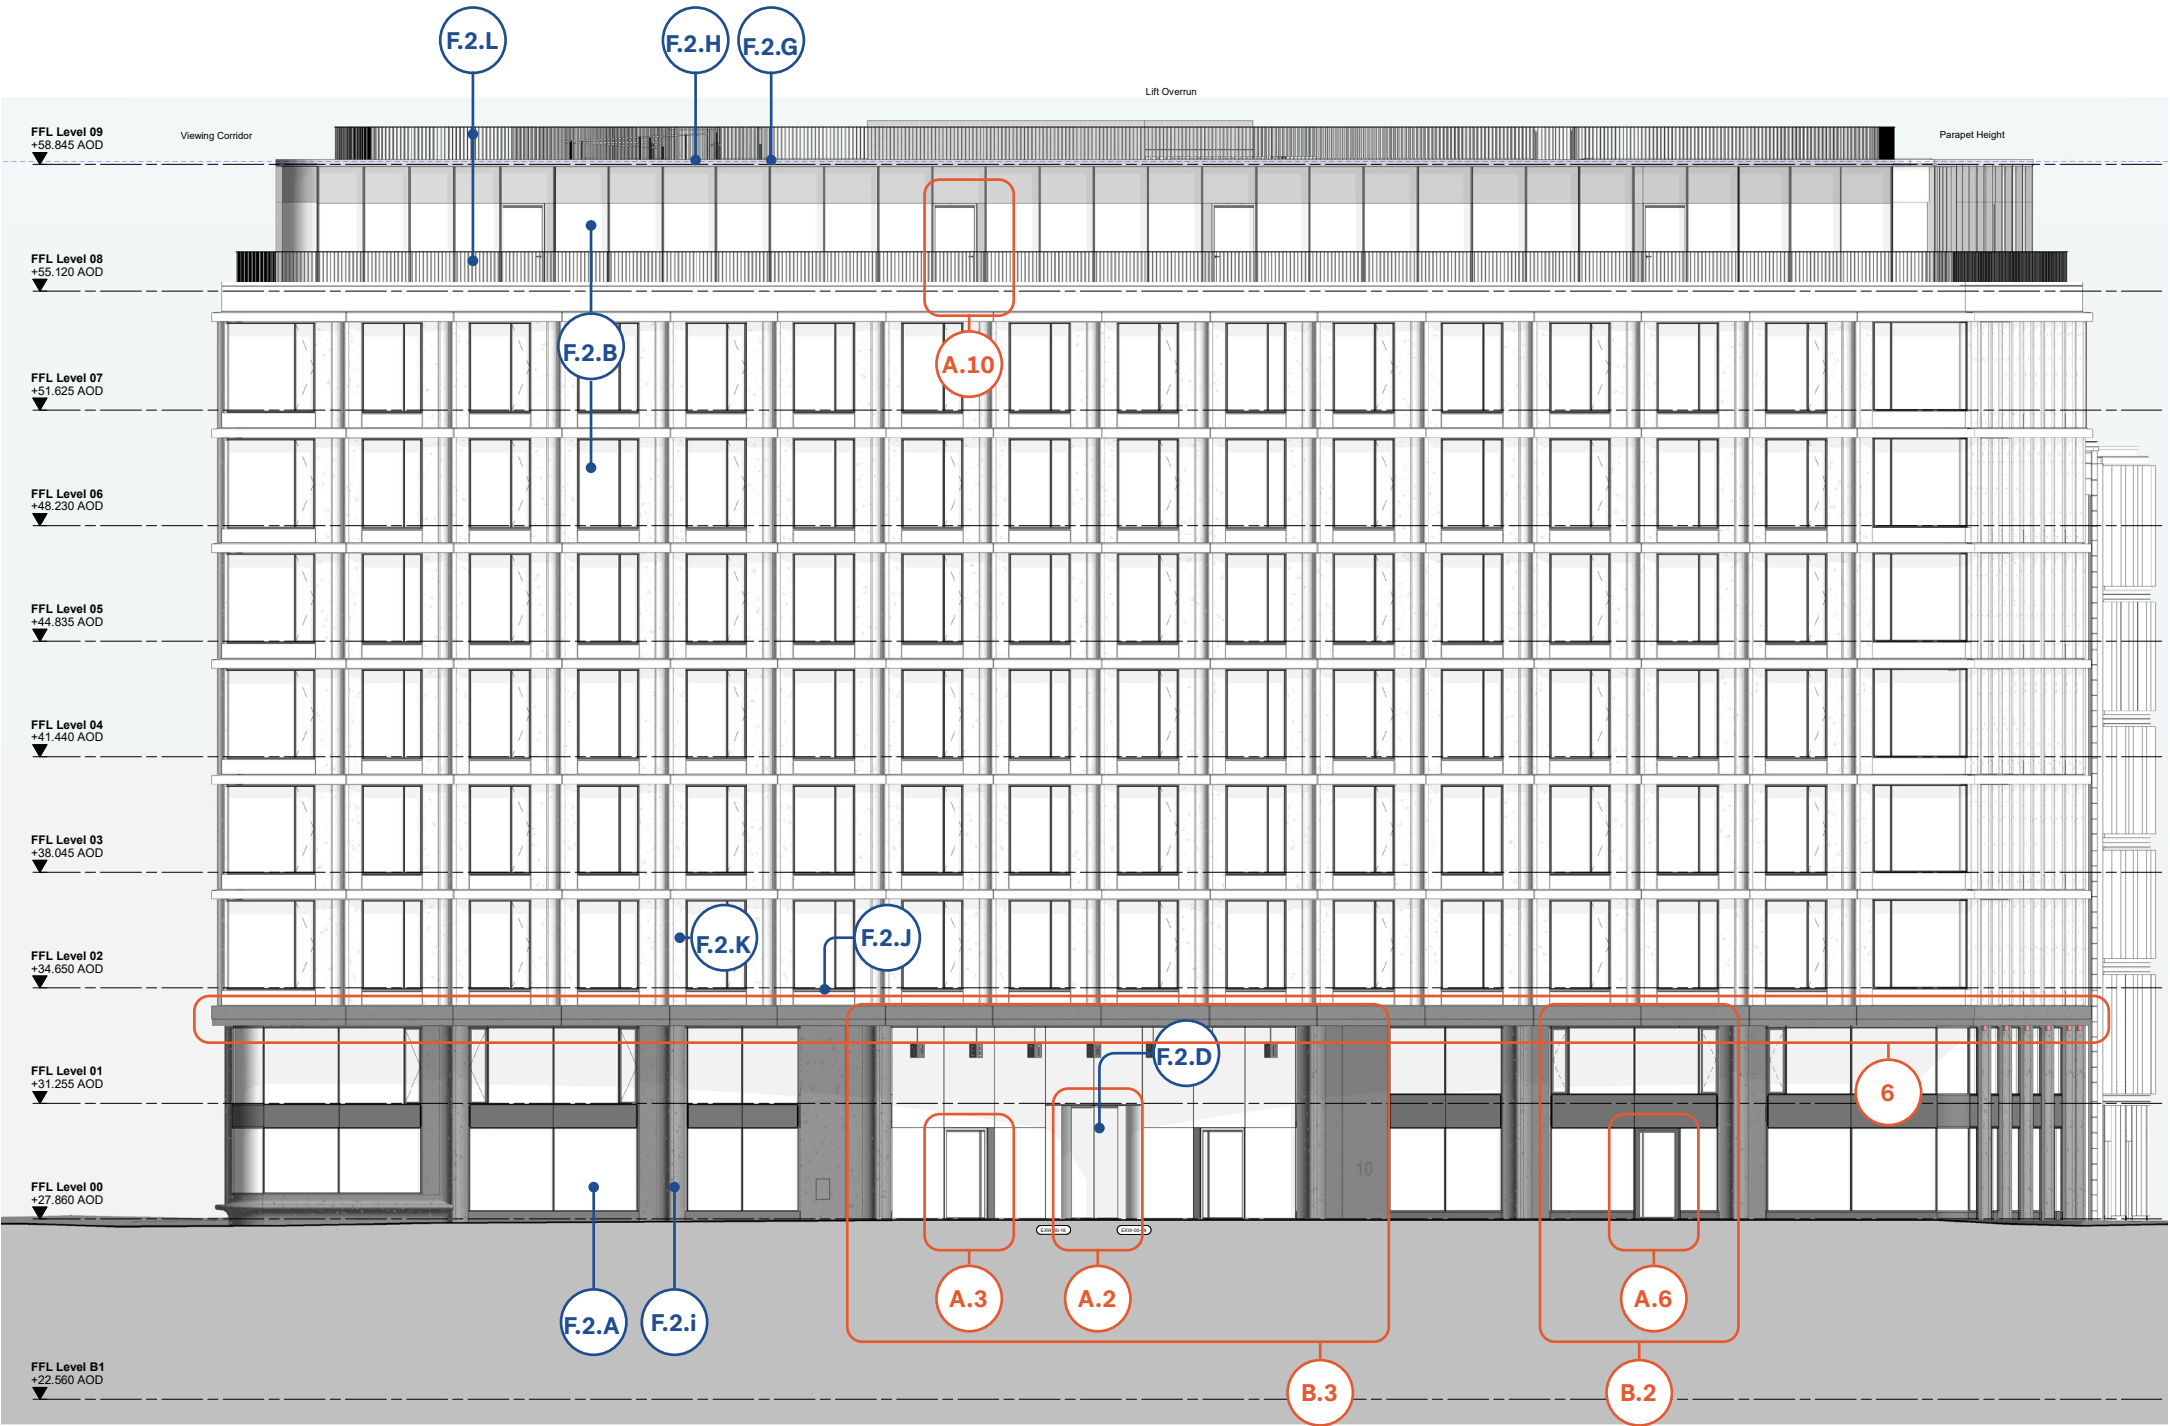 F.2.L
F.2.H
F.2.G
Lift Overrun
FFL Level 09
+58.845 AOD
Viewing Corridor
Parapet Height
FFL Level 08
+55.120 AOD
F.2.B
A.10
FFL Level 07
+51.625 AOD
FFL Level 06
+48.230 AOD
FFL Level 05
+44.835 AOD
FFL Level 04
+41.440 AOD
FFL Level 03
+38.045 AOD
F.2.K
F.2.J
FFL Level 02
+34.650 AOD
F.2.D
FFL Level 01
+31.255 AOD
6
10
FFL Level 00
+27.860 AOD
A.3
A.2
A.6
F.2.A
F.2.i
FFL Level B1
+22.560 AOD
B.3
B.2